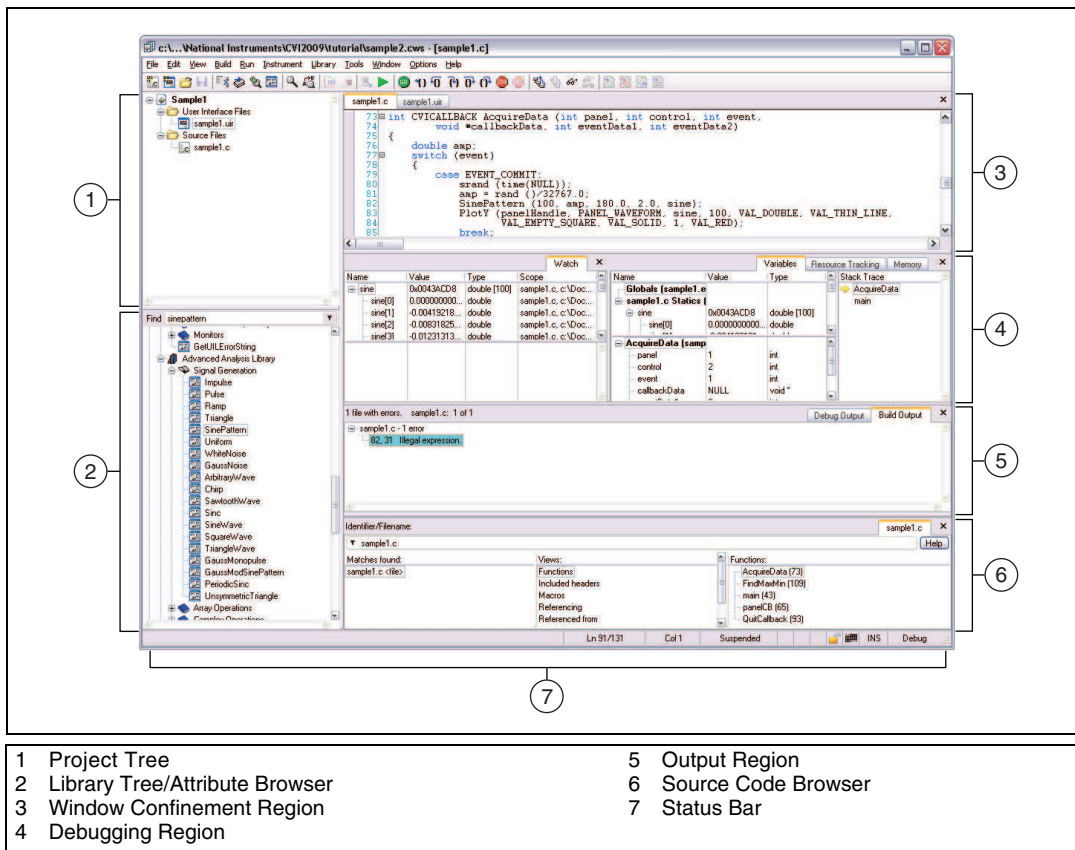 c:\...\National Instruments\CVI2009\tutorial\sample2.cws - [sample1.c]
File Edit View Build Run Instrument Library Tools Window Options Help
Sample1
User Interface Files
sample1.uir
Source Files
sample1.c
sample1.c sample1.uir
73 int CVICALLBACK AcquireData (int panel, int control, int event,
74 void *callbackData, int eventData1, int eventData2)
75 {
76 double amp;
77 switch (event)
78 {
79 case EVENT_COMMIT:
80 srand (time(NULL));
81 amp = rand ()/32767.0;
82 SinePattern (100, amp, 180.0, 2.0, sine);
83 PlotY (panelHandle, PANEL_WAVEFORM, sine, 100, VAL_DOUBLE, VAL_THIN_LINE,
84 VAL_EMPTY_SQUARE, VAL_SOLID, 1, VAL_RED);
85 break;
1
3
Find sinepattern
Monitors
GetUILErrorString
Advanced Analysis Library
Signal Generation
Impulse
Pulse
Ramp
Triangle
SinePattern
Uniform
WhiteNoise
GaussNoise
ArbitraryWave
Chirp
SawtoothWave
Sinc
SineWave
SquareWave
TriangleWave
GaussMonopulse
GaussModSinePattern
PeriodicSinc
UnsymmetricTriangle
Array Operations
Complex Operations
2
Watch
Name Value Type Scope
sine 0x0043ACD8 double [100] sample1.c, c:\Doc...
sine[0] 0.000000000... double sample1.c, c:\Doc...
sine[1] -0.00419218... double sample1.c, c:\Doc...
sine[2] -0.00831825... double sample1.c, c:\Doc...
sine[3] -0.01231313... double sample1.c, c:\Doc...
Variables Resource Tracking Memory
Name Value Type
Globals (sample1.e
sample1.c Statics (
sine 0x0043ACD8 double [100]
sine[0] 0.0000000000... double
AcquireData (samp
panel 1 int
control 2 int
event 1 int
callbackData NULL void *
Stack Trace
AcquireData
main
4
1 file with errors. sample1.c: 1 of 1
Debug Output Build Output
sample1.c - 1 error
82, 31 Illegal expression.
5
Identifier/Filename:
sample1.c
sample1.c
Help
Matches found:
sample1.c <file>
Views:
Functions
Included headers
Macros
Referencing
Referenced from
Functions:
AcquireData (73)
FindMaxMin (109)
main (43)
panelCB (65)
QuitCallback (93)
6
Ln 91/131 Col 1 Suspended INS Debug
7
1 Project Tree
2 Library Tree/Attribute Browser
3 Window Confinement Region
4 Debugging Region
5 Output Region
6 Source Code Browser
7 Status Bar